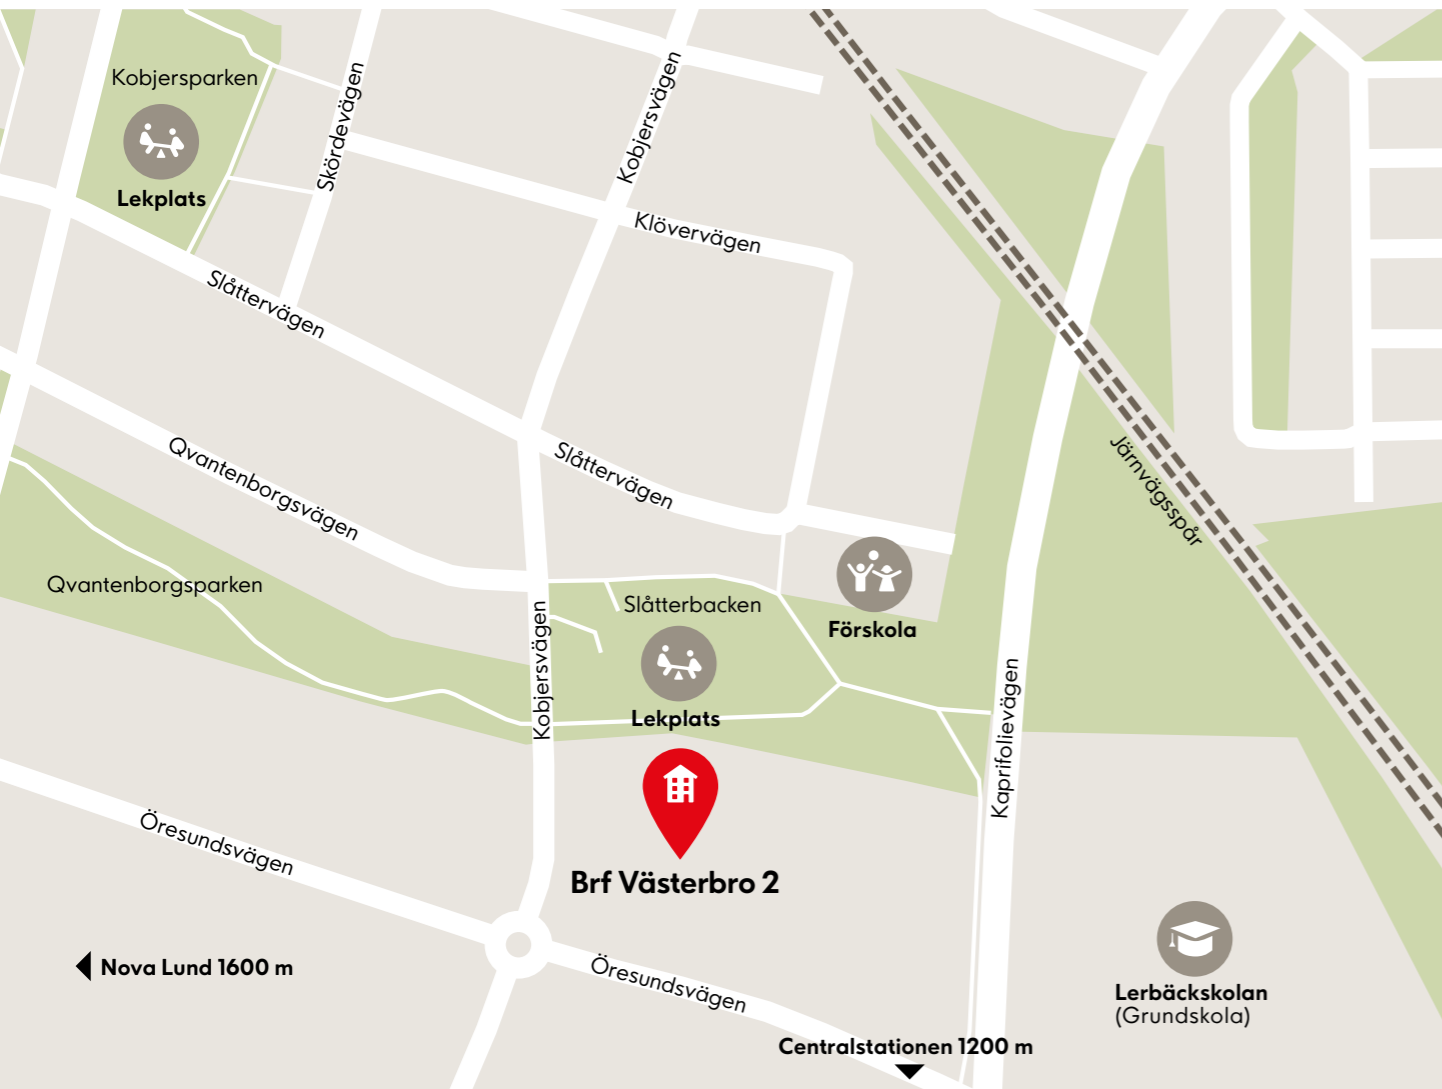 Kobjersparken
Lekplats
Skördevägen
Kobjersvägen
Klövervägen
Slåttervägen
Slåttervägen
Qvantenborgsvägen
Järnvägsspår
Qvantenborgsparken
Slåtterbacken
Lekplats
Förskola
Kobjersvägen
Kaprifolievägen
Brf Västerbro 2
Öresundsvägen
Nova Lund 1600 m
Öresundsvägen
Lerbäckskolan
(Grundskola)
Centralstationen 1200 m